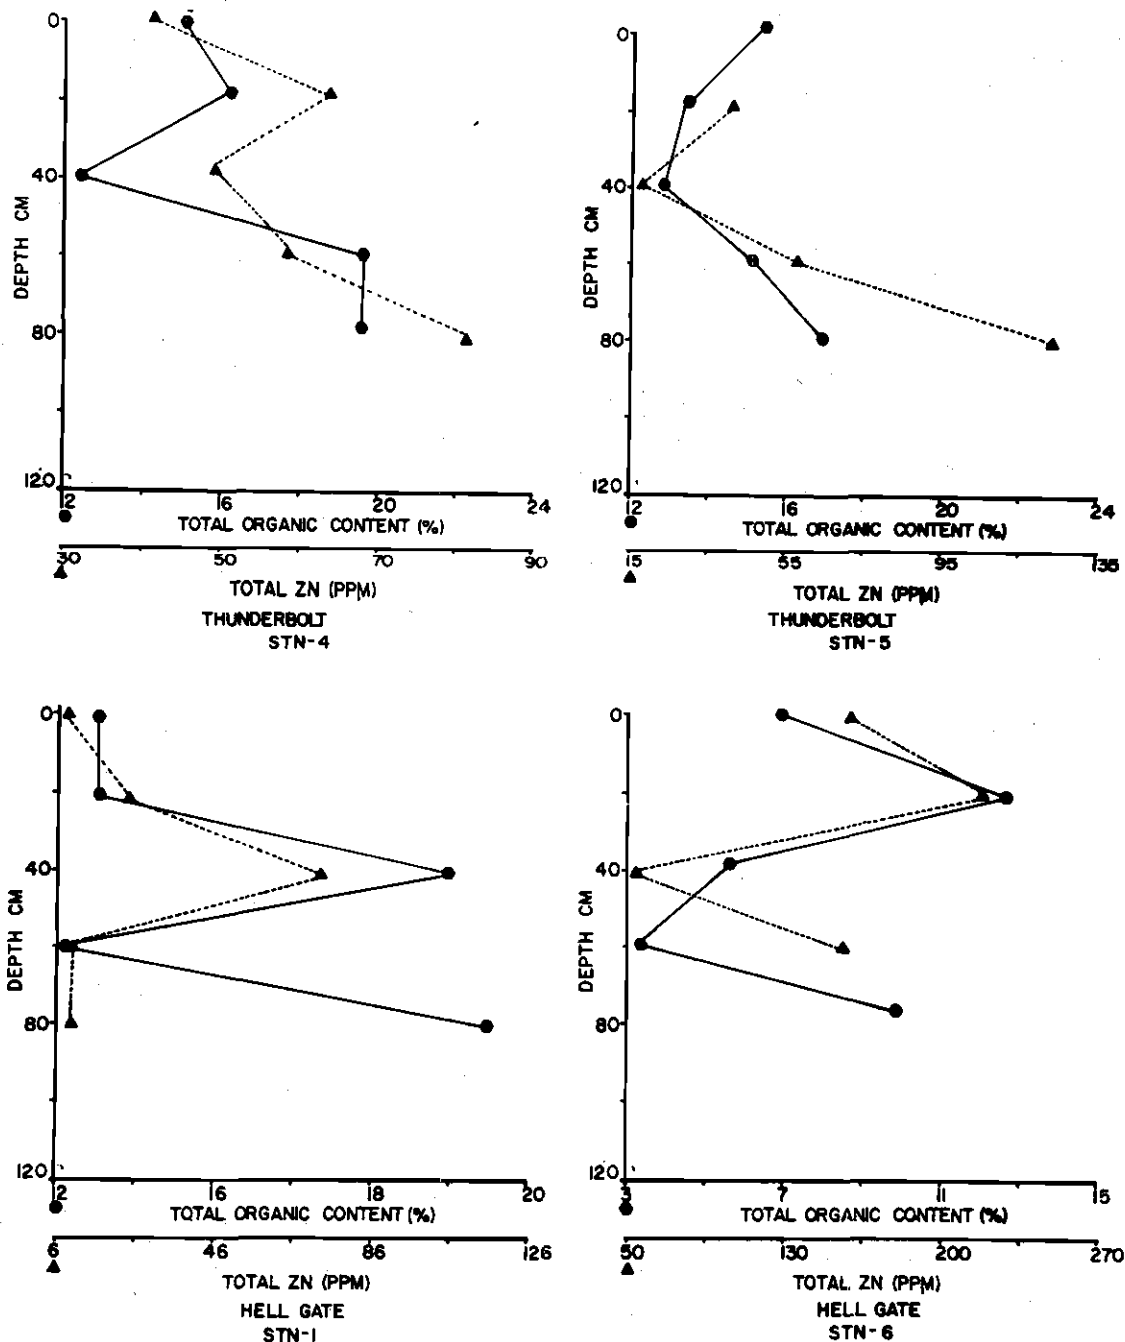 0
40
80
120
DEPTH CM
12 16 20 24
TOTAL ORGANIC CONTENT (%)
30 50 70 90
TOTAL ZN (PPM)
THUNDERBOLT
STN-4
0
40
80
120
DEPTH CM
12 16 20 24
TOTAL ORGANIC CONTENT (%)
15 55 95 135
TOTAL ZN (PPM)
THUNDERBOLT
STN-5
0
40
80
120
DEPTH CM
12 16 18 20
TOTAL ORGANIC CONTENT (%)
6 46 86 126
TOTAL ZN (PPM)
HELL GATE
STN-1
0
40
80
120
DEPTH CM
3 7 11 15
TOTAL ORGANIC CONTENT (%)
50 130 200 270
TOTAL. ZN (PPM)
HELL GATE
STN-6